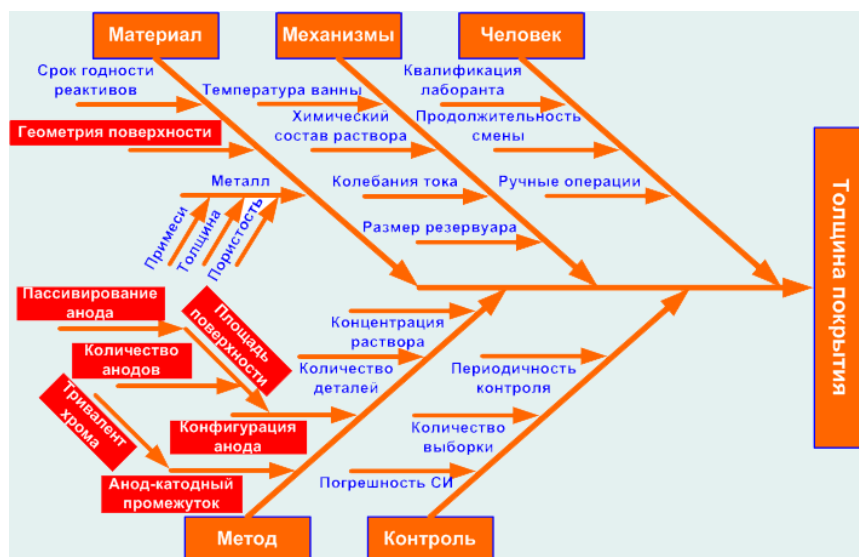 Материал
Механизмы
Человек
Срок годности
реактивов
Температура ванны
Квалификация
лаборанта
Геометрия поверхности
Химический
состав раствора
Продолжительность
смены
Металл
Колебания тока
Ручные операции
Примеси
Толщина
Пористость
Размер резервуара
Толщина покрытия
Пассивирование
анода
Площадь
поверхности
Концентрация
раствора
Количество
анодов
Количество
деталей
Периодичность
контроля
Тривалент
хрома
Конфигурация
анода
Количество
выборки
Анод-катодный
промежуток
Погрешность СИ
Метод
Контроль